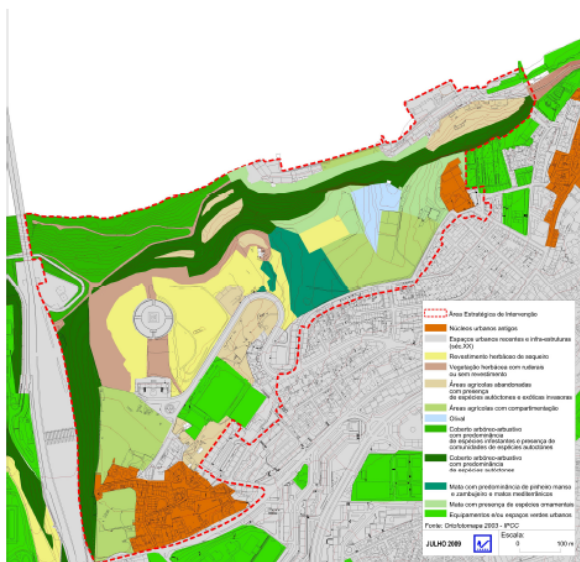 Área Estratégica de Intervenção
Núcleos urbanos antigos
Espaços urbanos recentes e infra-estruturas
(séc.XX)
Revestimento herbáceo de sequeiro
Vegetação herbácea com ruderais
ou sem revestimento
Áreas agrícolas abandonadas
com presença
de espécies autóctones e exóticas invasoras
Áreas agrícolas com compartimentação
Olival
Coberto arbóreo-arbustivo
com predominância
de espécies infestantes e presença de
comunidades de espécies autóctones
Coberto arbóreo-arbustivo
com predominância
de espécies autóctones
Mata com predominância de pinheiro manso
e zambujeiro e matos mediterrânicos
Mata com presença de espécies ornamentais
Equipamentos e/ou espaços verdes urbanos
Fonte: Ortofotomapa 2003 - IPCC
JULHO 2009
Escala:
0 100 m